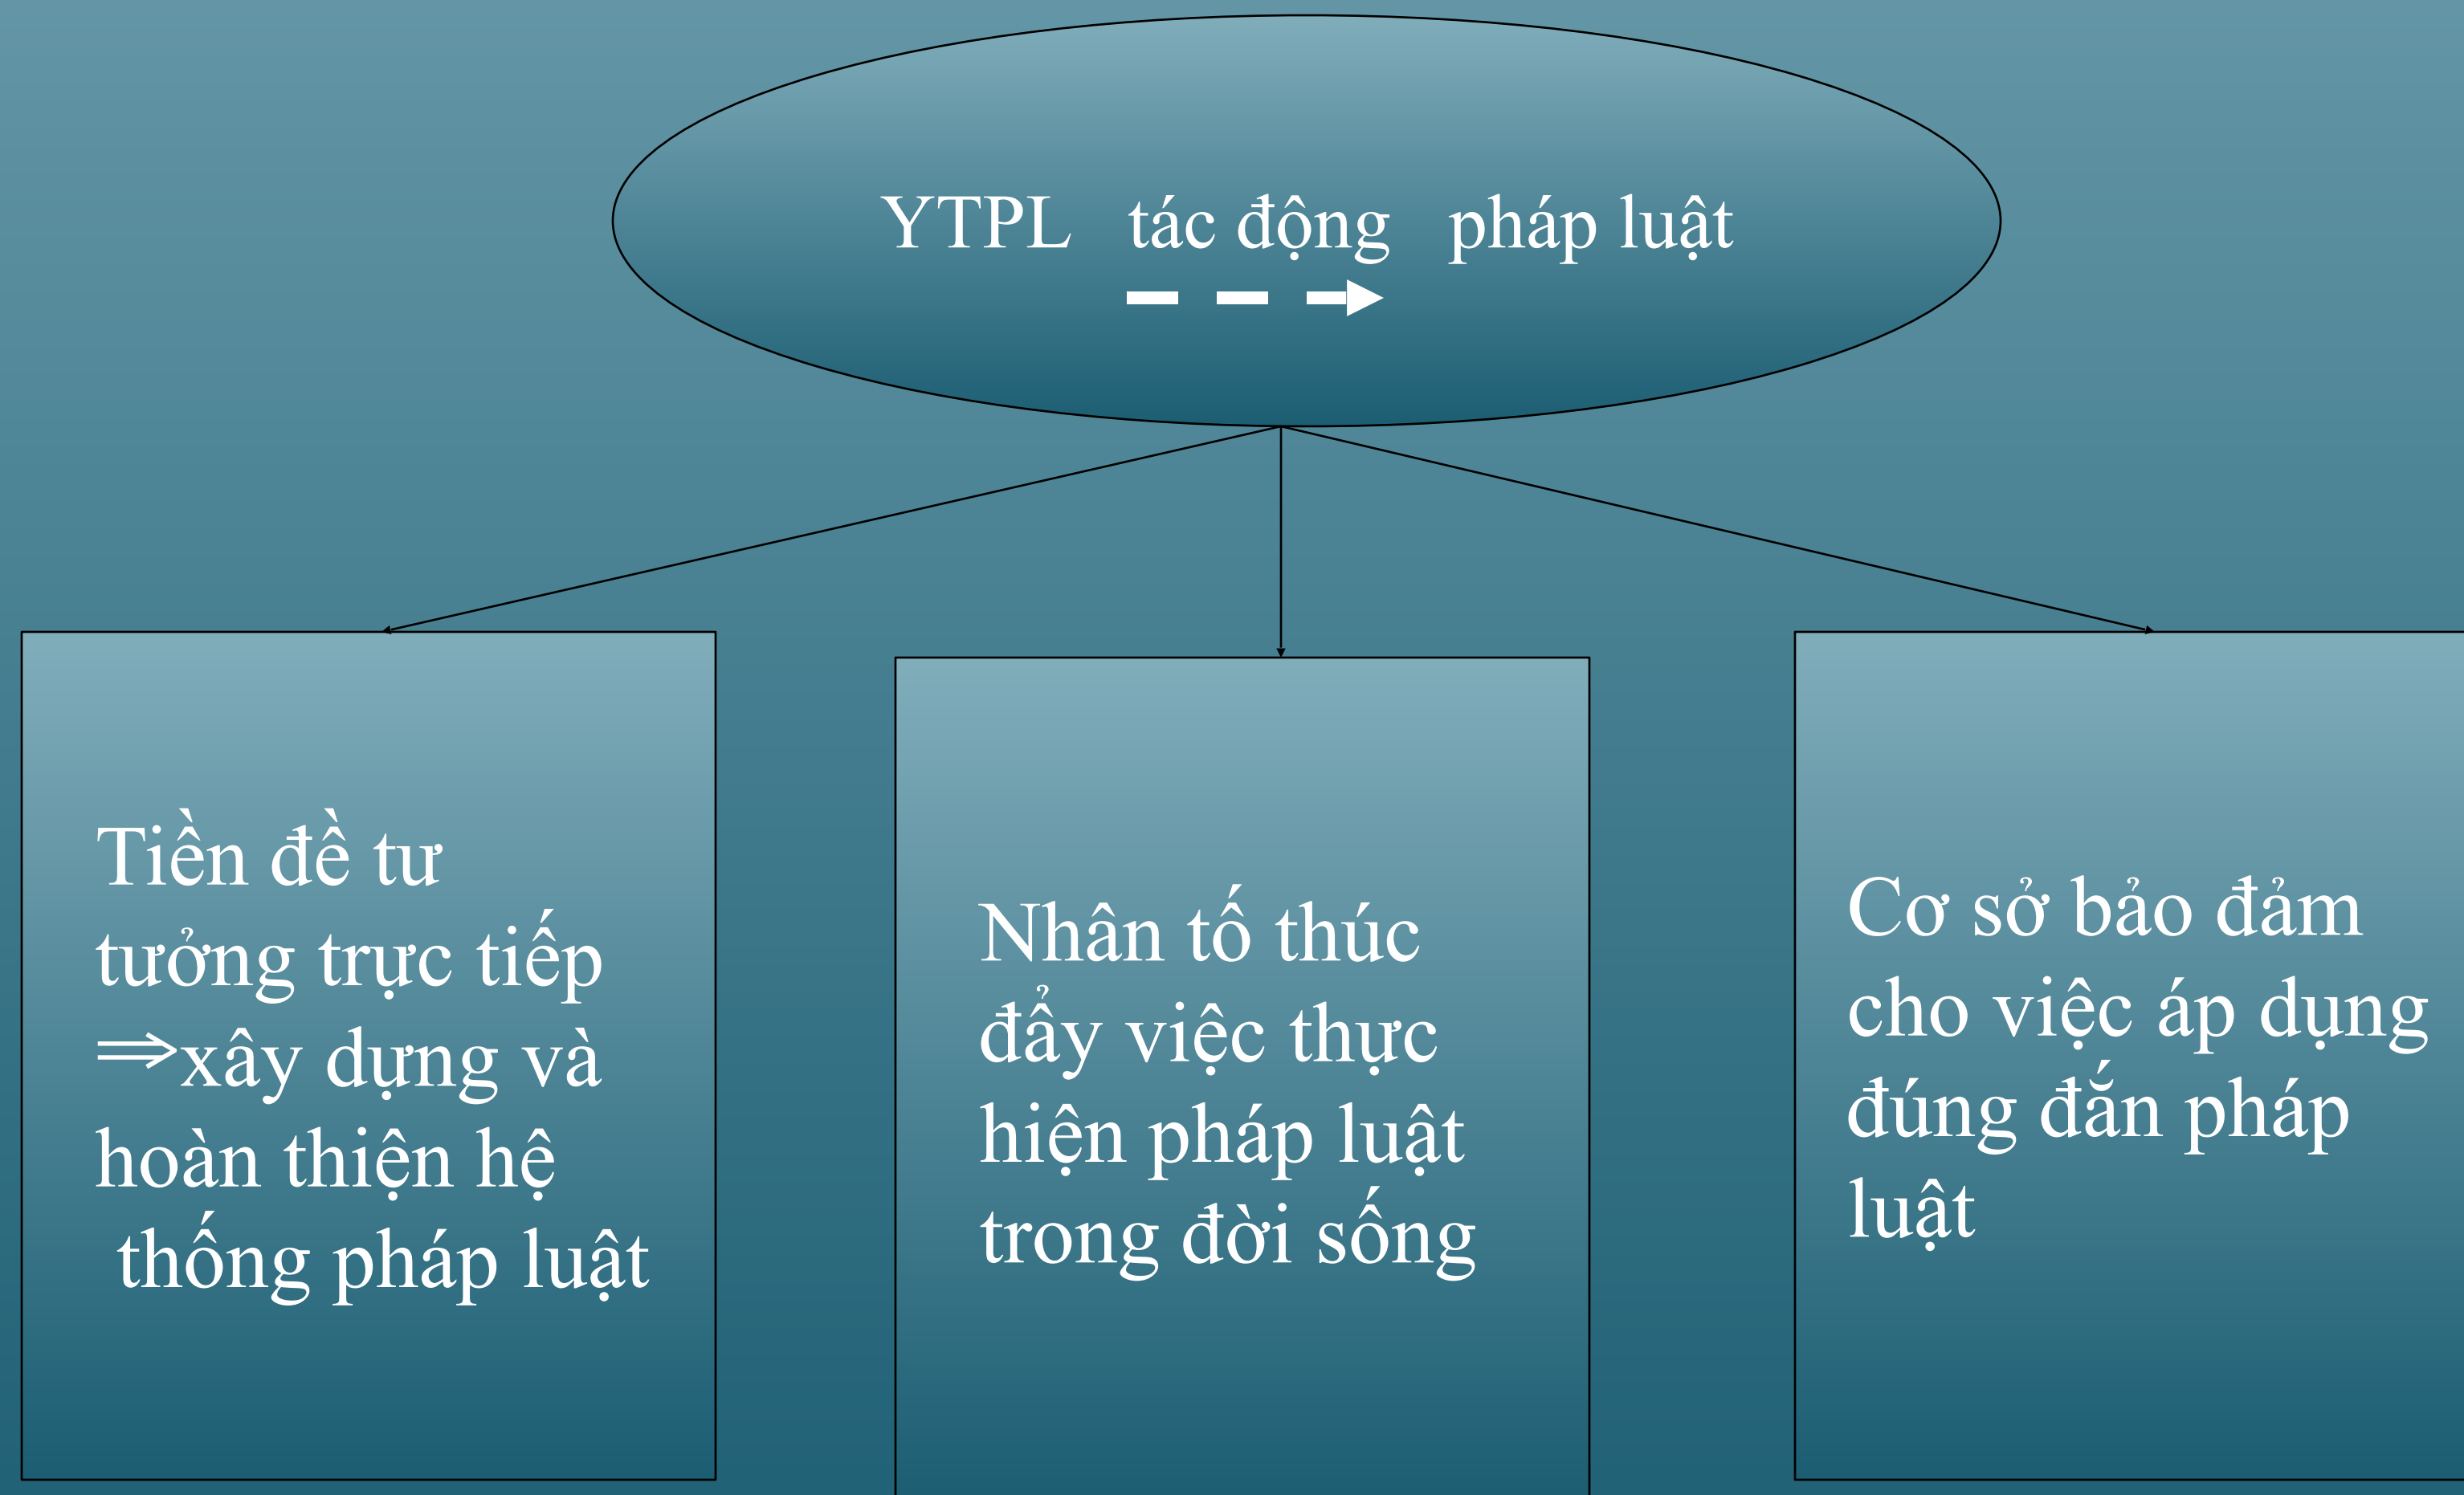 YTPL tác động pháp luật
Tiền đề tư
tưởng trực tiếp
⇒xây dựng và
hoàn thiện hệ
thống pháp luật
Nhân tố thúc
đẩy việc thực
hiện pháp luật
trong đời sống
Cơ sở bảo đảm
cho việc áp dụng
đúng đắn pháp
luật